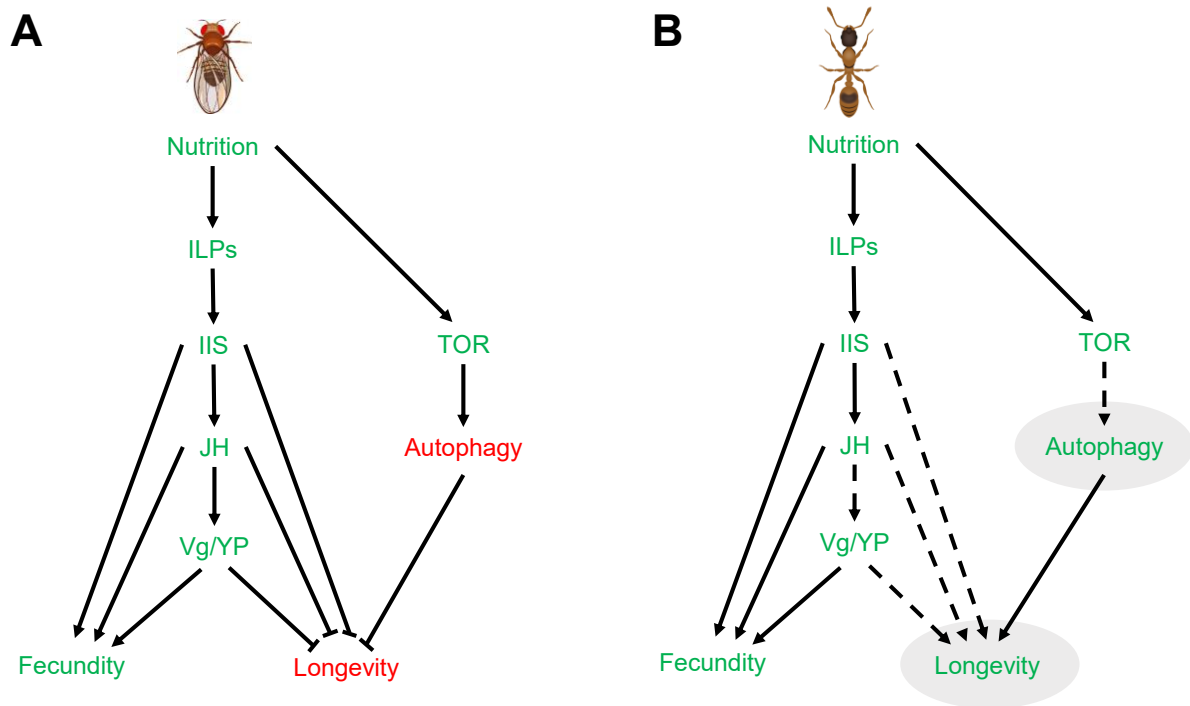 A
Nutrition
ILPs
IIS
TOR
JH
Autophagy
Vg/YP
Fecundity
Longevity
B
Nutrition
ILPs
IIS
TOR
JH
Autophagy
Vg/YP
Fecundity
Longevity